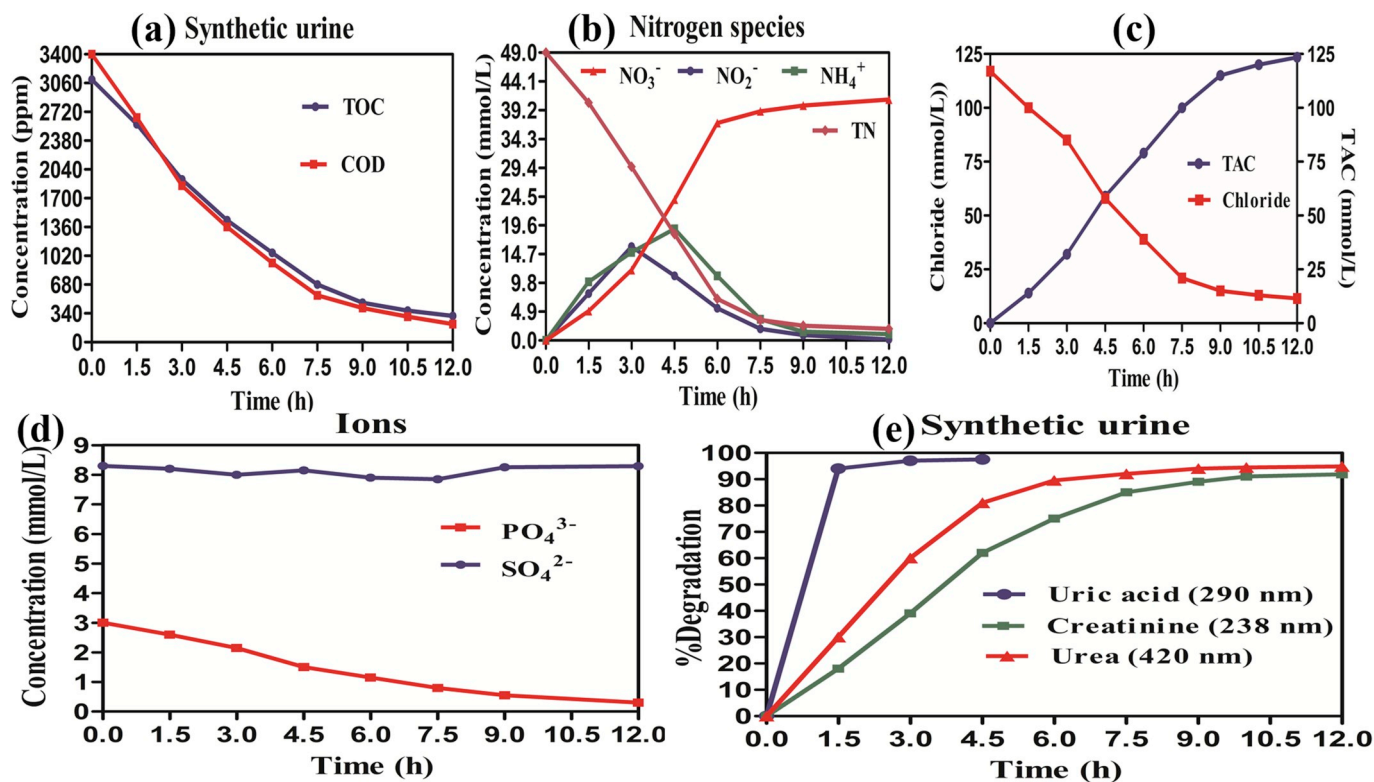 (a) Synthetic urine
Concentration (ppm)
3400
3060
2720
2380
2040
1700
1360
1020
680
340
0
TOC
COD
0.0 1.5 3.0 4.5 6.0 7.5 9.0 10.5 12.0
Time (h)
(b) Nitrogen species
Concentration (mmol/L)
49.0
44.1
39.2
34.3
29.4
24.5
19.6
14.7
9.8
4.9
0.0
NO₃⁻ NO₂⁻ NH₄⁺
TN
0.0 1.5 3.0 4.5 6.0 7.5 9.0 10.5 12.0
Time (h)
(c)
Chloride (mmol/L))
125
100
75
50
25
0
TAC
Chloride
125
100
75
50
25
0
TAC (mmol/L)
0.0 1.5 3.0 4.5 6.0 7.5 9.0 10.5 12.0
Time (h)
(d) Ions
Concentration (mmol/L)
9
8
7
6
5
4
3
2
1
0
PO₄³⁻
SO₄²⁻
0.0 1.5 3.0 4.5 6.0 7.5 9.0 12.0
Time (h)
(e) Synthetic urine
%Degradation
100
90
80
70
60
50
40
30
20
10
0
Uric acid (290 nm)
Creatinine (238 nm)
Urea (420 nm)
0.0 1.5 3.0 4.5 6.0 7.5 9.0 10.0 12.0
Time (h)